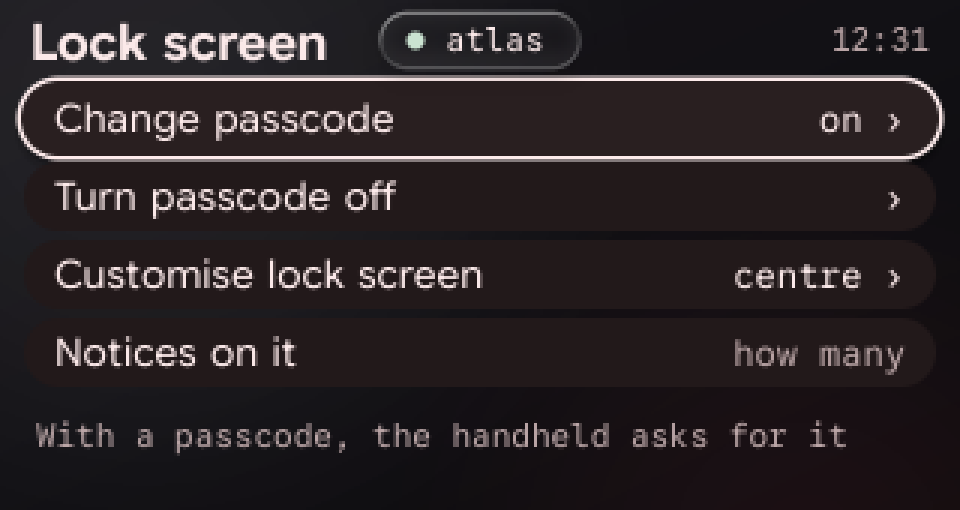 Lock screen
atlas
12:31
Change passcode on ›
Turn passcode off ›
Customise lock screen centre ›
Notices on it how many
With a passcode, the handheld asks for it